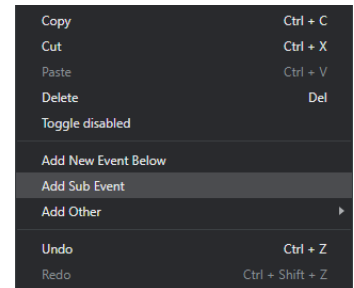 Copy Ctrl + C
Cut Ctrl + X
Paste Ctrl + V
Delete Del
Toggle disabled
Add New Event Below
Add Sub Event
Add Other
Undo Ctrl + Z
Redo Ctrl + Shift + Z